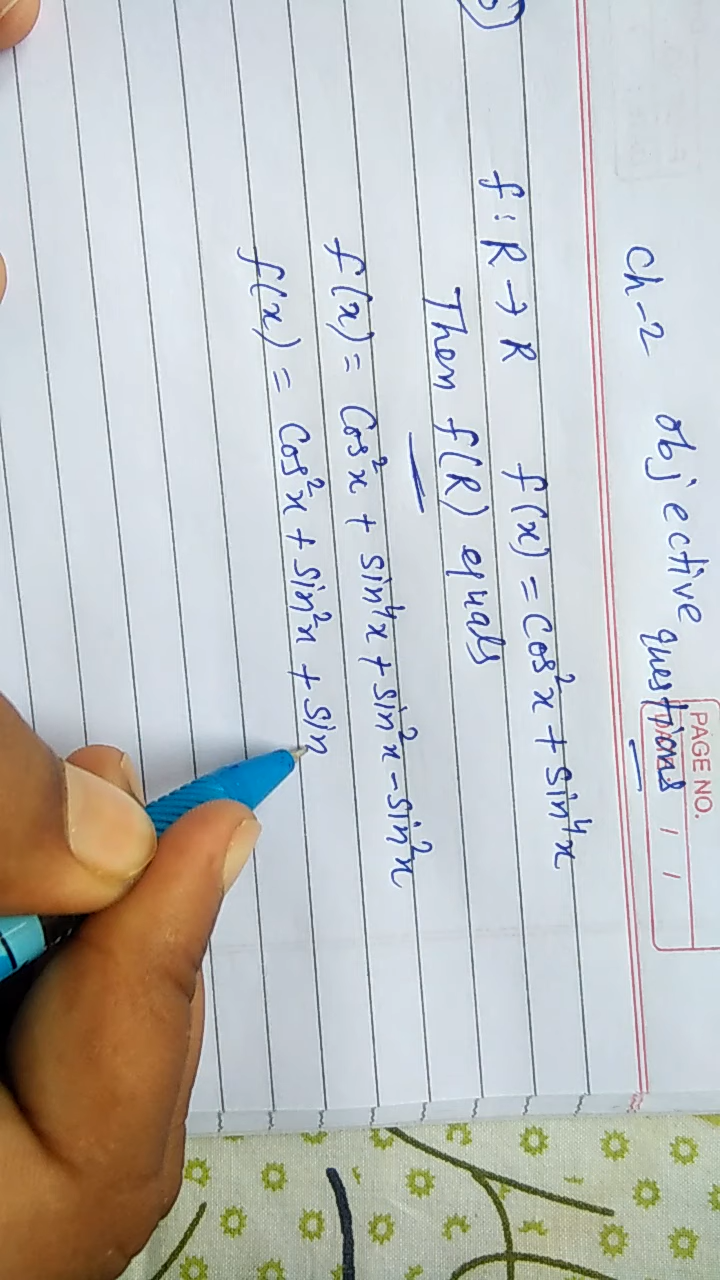 PAGE NO.
Ch-2 objective questions
f: R → R f(x) = Cos²x + Sin⁴x
Then f(R) equals
f(x) = Cos²x + Sin⁴x + Sin²x - Sin²x
f(x) = Cos²x + Sin²x + Sin